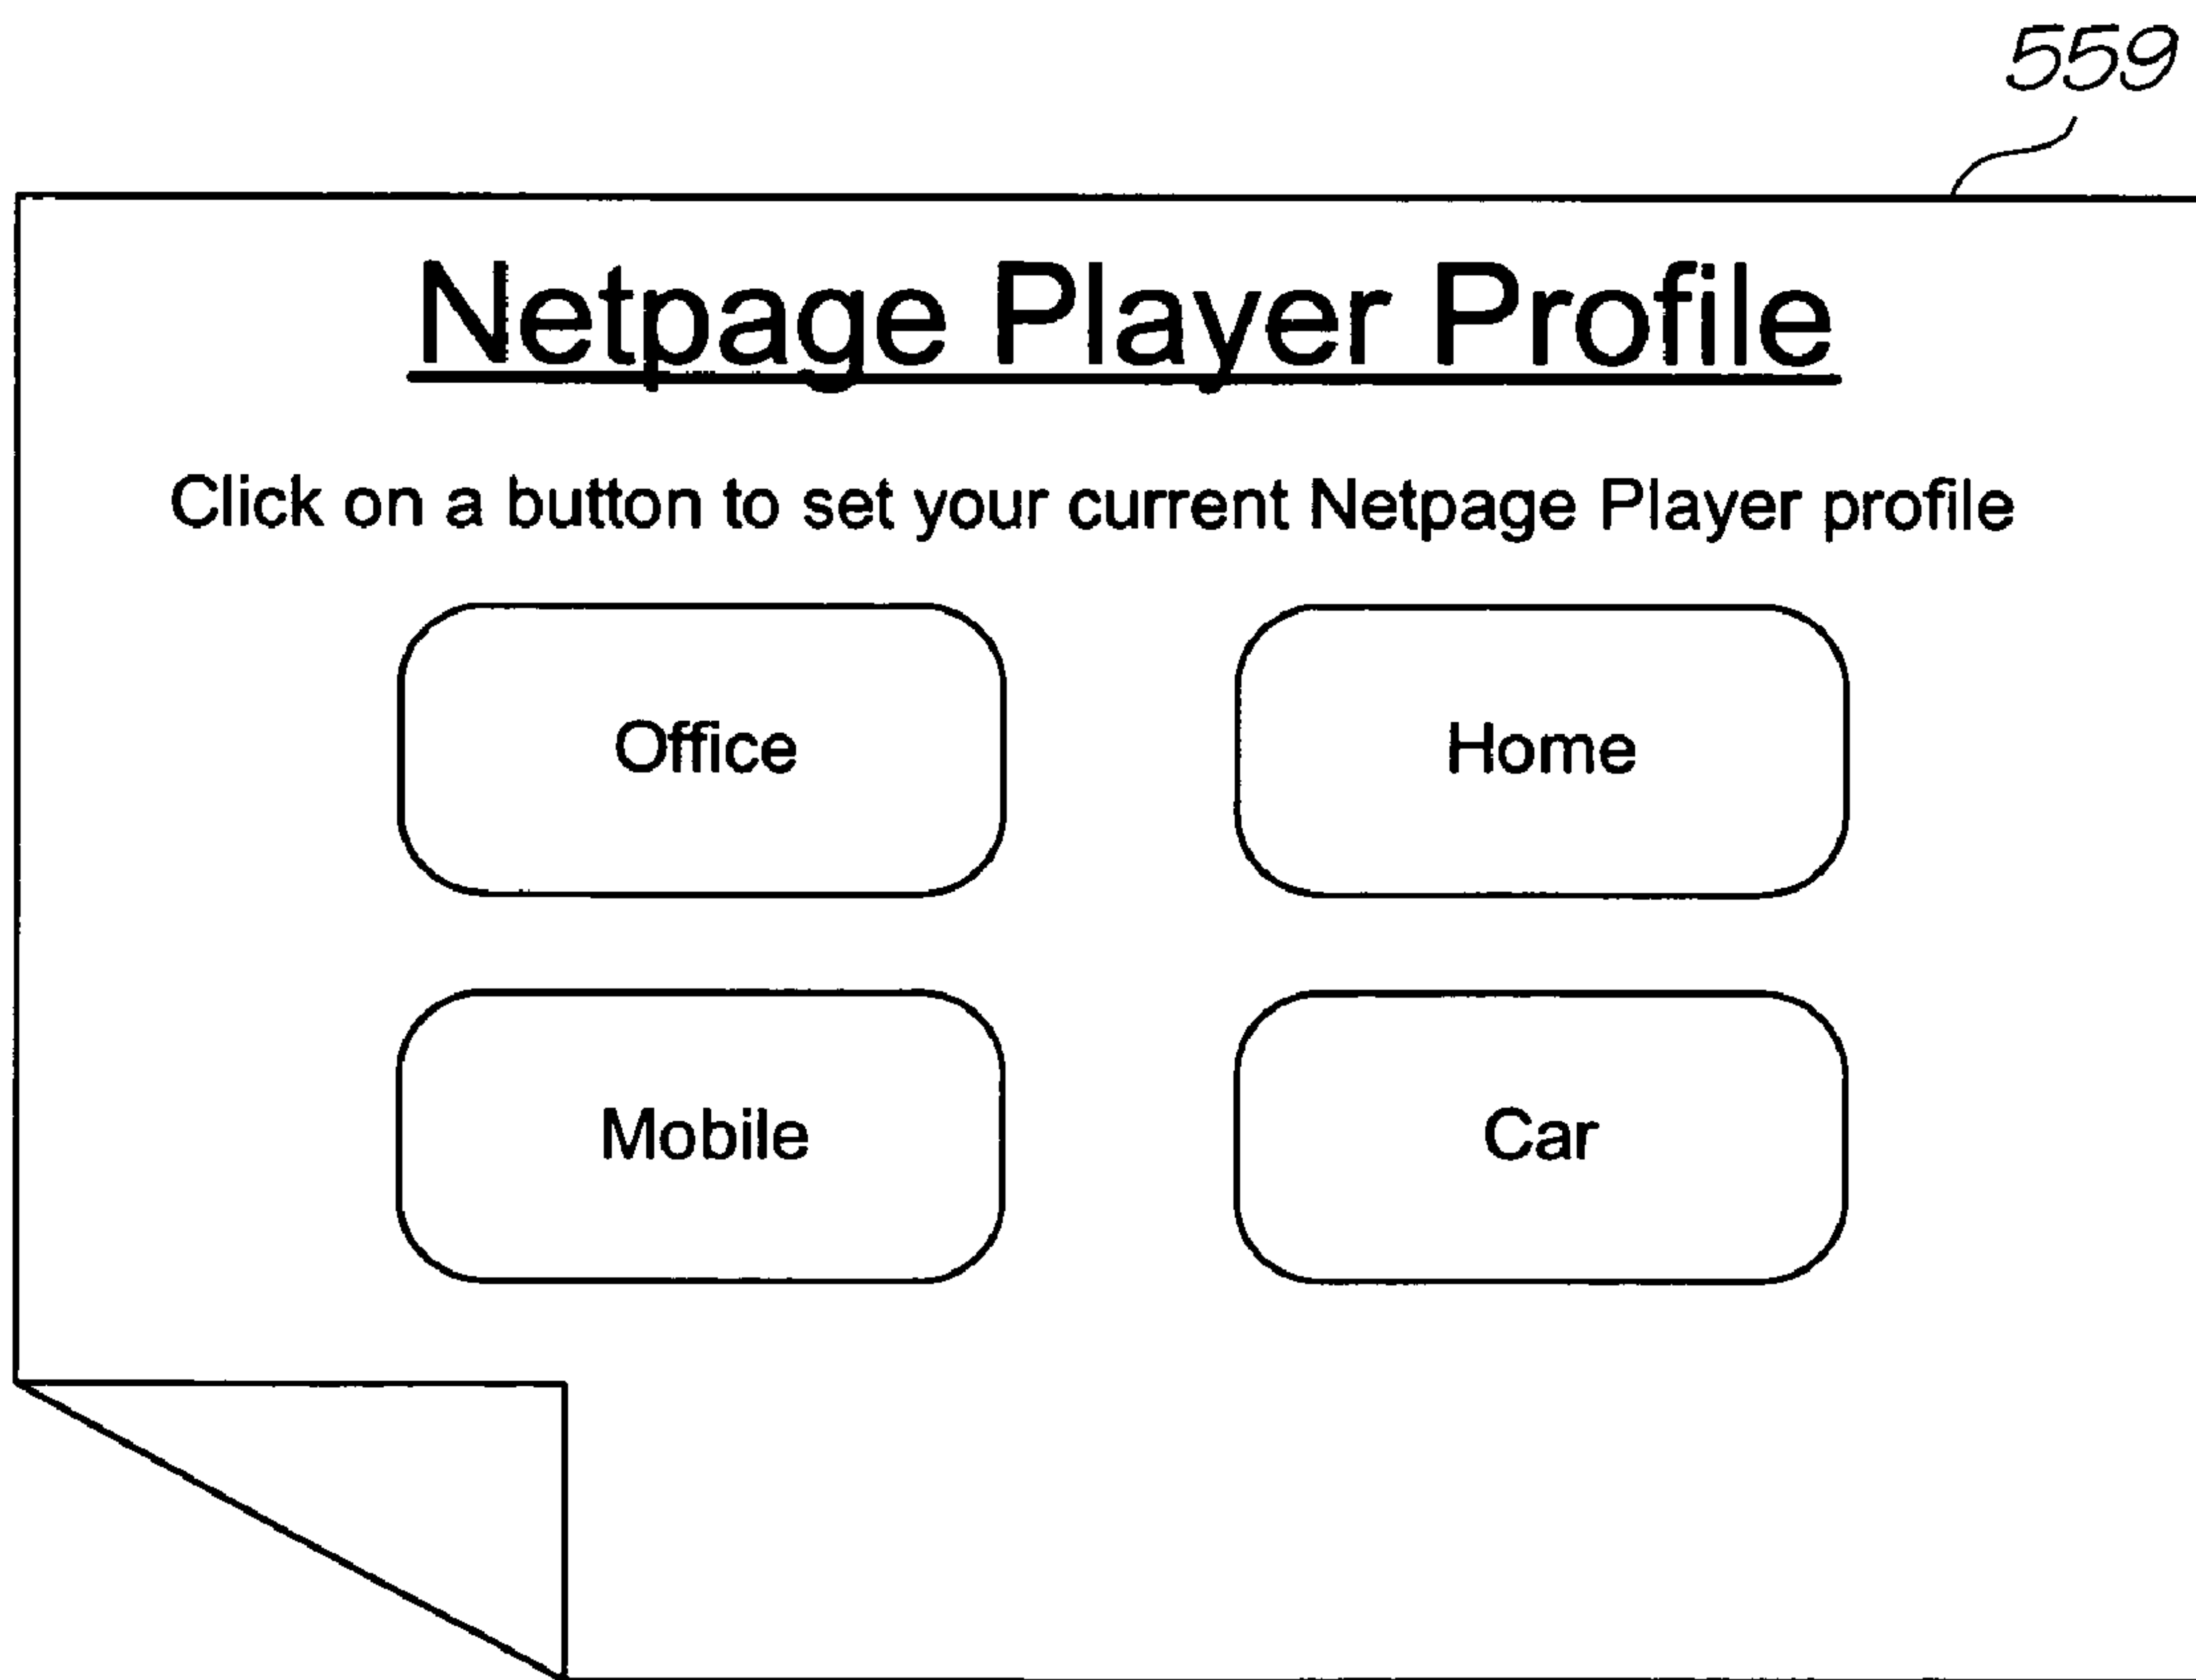 559
Netpage Player Profile
Click on a button to set your current Netpage Player profile
Office Home
Mobile Car